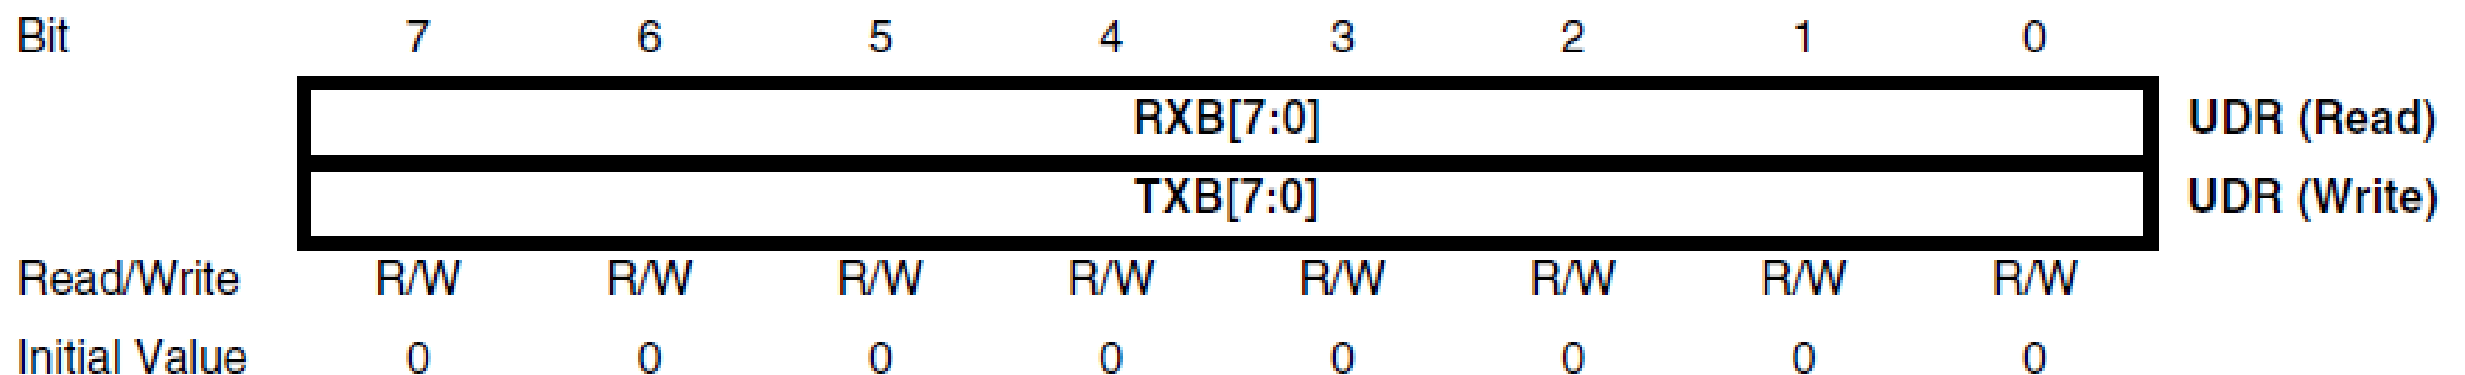 Bit 7 6 5 4 3 2 1 0
RXB[7:0] UDR (Read)
TXB[7:0] UDR (Write)
Read/Write R/W R/W R/W R/W R/W R/W R/W R/W
Initial Value 0 0 0 0 0 0 0 0